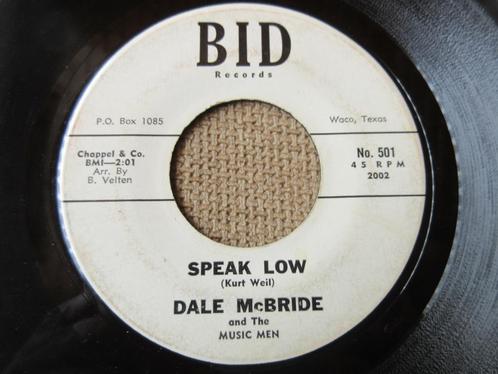 BID
Records
P.O. Box 1085
Waco, Texas
Chappel & Co.
BMI—2:01
Arr. By
B. Velten
No. 501
45 RPM
2002
SPEAK LOW
(Kurt Weil)
DALE McBRIDE
and The
MUSIC MEN